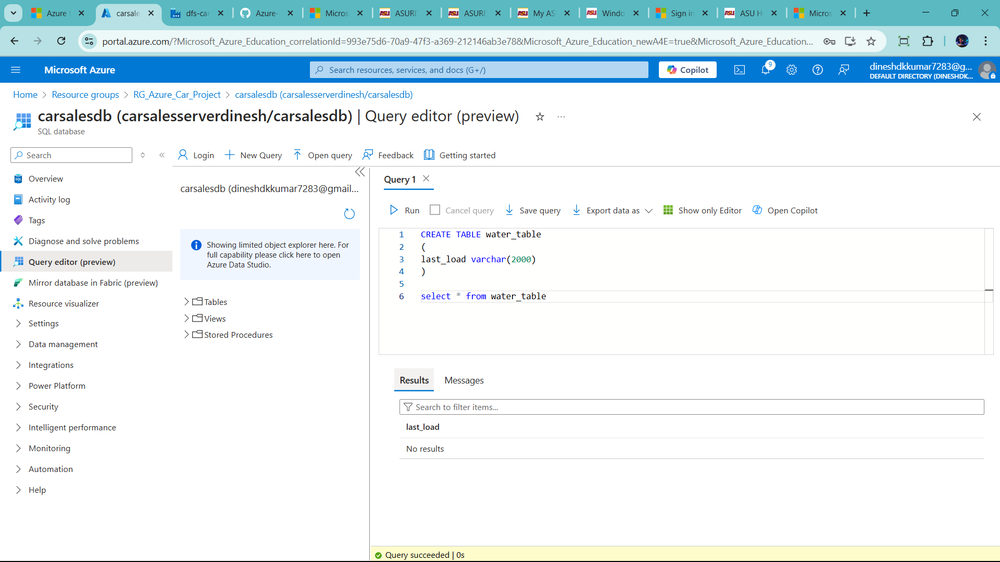 Azure
carsale
dfs-car
Azure-
Micros
ASURI
ASURI
My AS
Windo
Sign in
ASU H
Micros
portal.azure.com/?Microsoft_Azure_Education_correlationId=993e75d6-70a9-47f3-a369-212146ab3e78&Microsoft_Azure_Education_newA4E=true&Microsoft_Azure_Education...
Microsoft Azure
Search resources, services, and docs (G+/)
Copilot
9
dineshdkkumar7283@g...
DEFAULT DIRECTORY (DINESHDK...
Home > Resource groups > RG_Azure_Car_Project > carsalesdb (carsalesserverdinesh/carsalesdb)
carsalesdb (carsalesserverdinesh/carsalesdb) | Query editor (preview)
SQL database
Search
Login
New Query
Open query
Feedback
Getting started
Overview
Activity log
Tags
Diagnose and solve problems
Query editor (preview)
Mirror database in Fabric (preview)
Resource visualizer
Settings
Data management
Integrations
Power Platform
Security
Intelligent performance
Monitoring
Automation
Help
carsalesdb (dineshdkkumar7283@gmail...
Showing limited object explorer here. For
full capability please click here to open
Azure Data Studio.
Tables
Views
Stored Procedures
Query 1
Run
Cancel query
Save query
Export data as
Show only Editor
Open Copilot
1 CREATE TABLE water_table
2 (
3 last_load varchar(2000)
4 )
5
6 select * from water_table
Results
Messages
Search to filter items...
last_load
No results
Query succeeded | 0s